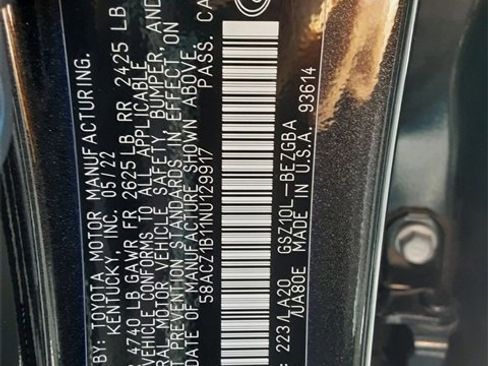 BY: TOYOTA MOTOR MANUFACTURING.
KENTUCKY, INC. 05/22
4740 LB GAWR FR 2625 LB RR 2425 LB
VEHICLE CONFORMS TO ALL APPLICABLE
RAL MOTOR VEHICLE SAFETY, BUMPER, AND
T PREVENTION STANDARDS IN EFFECT ON
DATE OF MANUFACTURE SHOWN ABOVE.
58ACZ1B11NU129917 PASS. CA
: 223/LA20 GSZ10L-BEZGBA
/UA80E MADE IN U.S.A. 93614